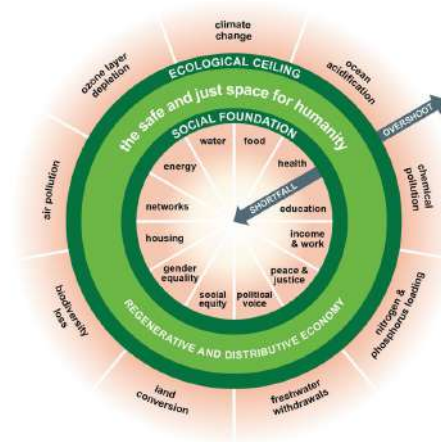 climate
change
ocean
acidification
chemical
pollution
nitrogen &
phosphorus loading
freshwater
withdrawals
land
conversion
biodiversity
loss
air pollution
ozone layer
depletion
ECOLOGICAL CEILING
the safe and just space for humanity
SOCIAL FOUNDATION
OVERSHOOT
SHORTFALL
water
food
health
education
income
& work
peace &
justice
political
voice
social
equity
gender
equality
housing
networks
energy
REGENERATIVE AND DISTRIBUTIVE ECONOMY